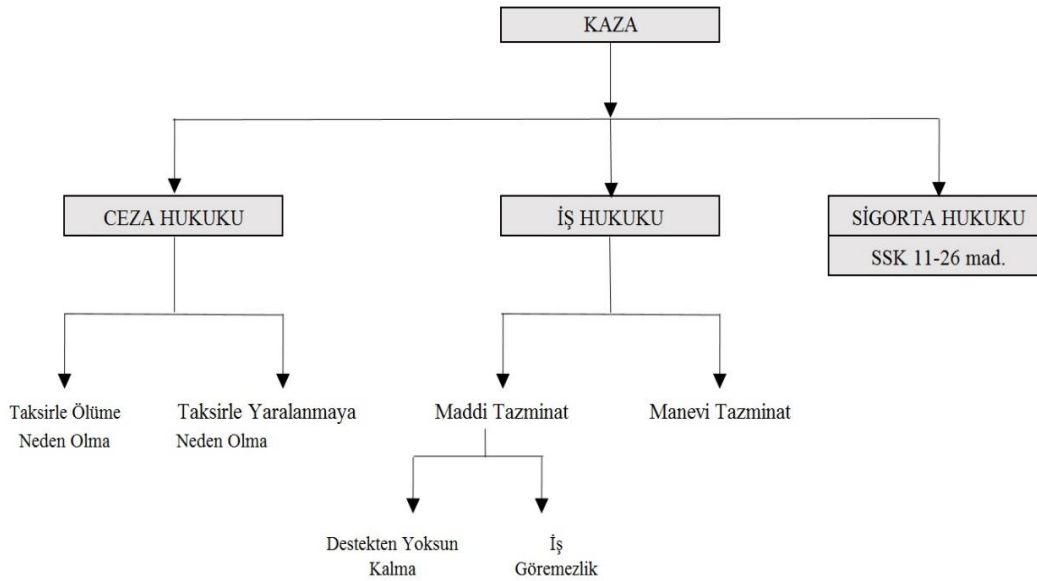 KAZA
CEZA HUKUKU
İŞ HUKUKU
SİGORTA HUKUKU
SSK 11-26 mad.
Taksirle Ölüme
Neden Olma
Taksirle Yaralanmaya
Neden Olma
Maddi Tazminat
Manevi Tazminat
Destekten Yoksun
Kalma
İş
Göremezlik